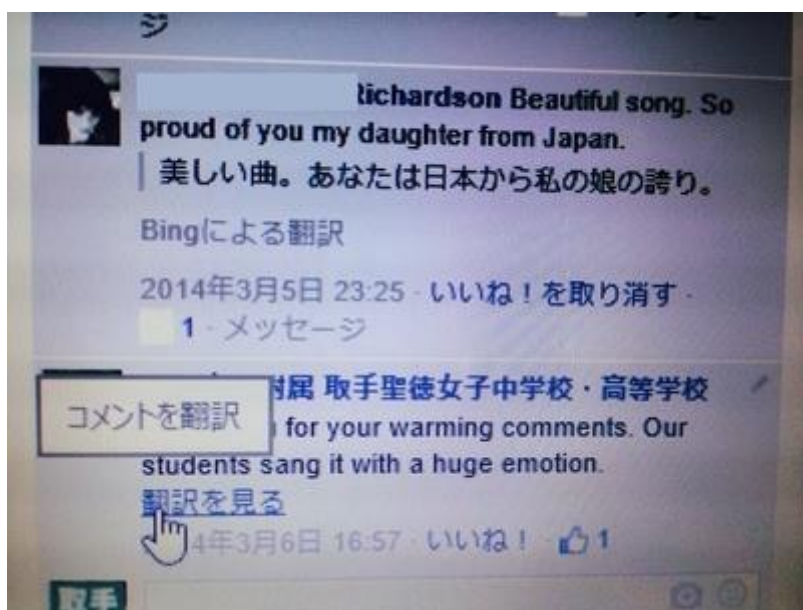 ジ
Richardson Beautiful song. So
proud of you my daughter from Japan.
美しい曲。あなたは日本から私の娘の誇り。
Bingによる翻訳
2014年3月5日 23:25 · いいね！を取り消す ·
1 · メッセージ
附属 取手聖徳女子中学校・高等学校
コメントを翻訳
for your warming comments. Our
students sang it with a huge emotion.
翻訳を見る
4年3月6日 16:57 · いいね！ · 1
取手